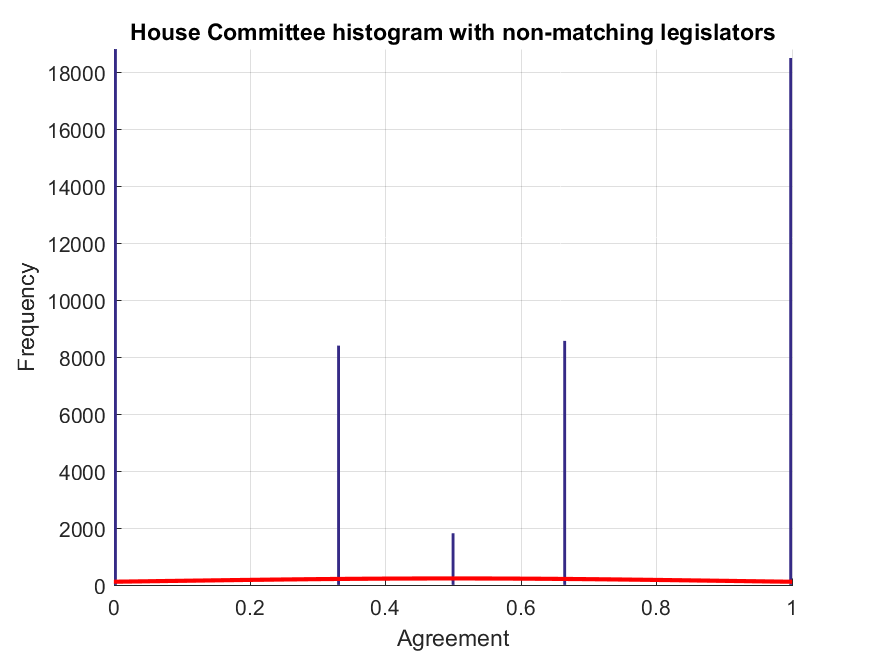 House Committee histogram with non-matching legislators
18000
16000
14000
12000
10000
8000
6000
4000
2000
0
Frequency
0 0.2 0.4 0.6 0.8 1
Agreement